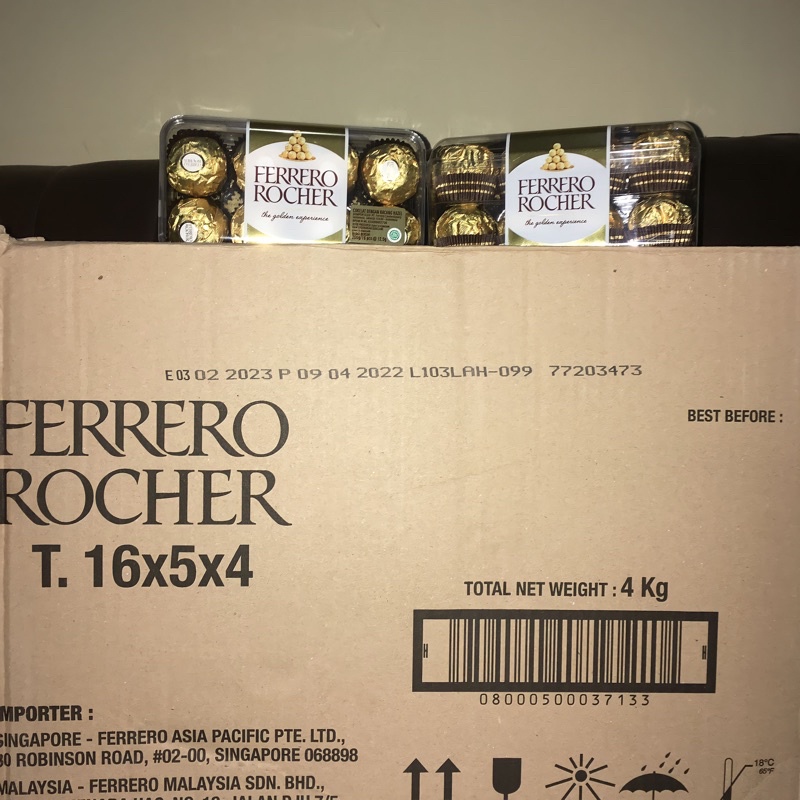 FERRERO
ROCHER
the golden experience
FERRERO
ROCHER
the golden experience
E 03 02 2023 P 09 04 2022 L103LAH-099 77203473
BEST BEFORE :
FERRERO
ROCHER
T. 16x5x4
TOTAL NET WEIGHT : 4 Kg
H H
08000500037133
MPORTER :
SINGAPORE - FERRERO ASIA PACIFIC PTE. LTD.,
80 ROBINSON ROAD, #02-00, SINGAPORE 068898
MALAYSIA - FERRERO MALAYSIA SDN. BHD.,
18°C
65°F